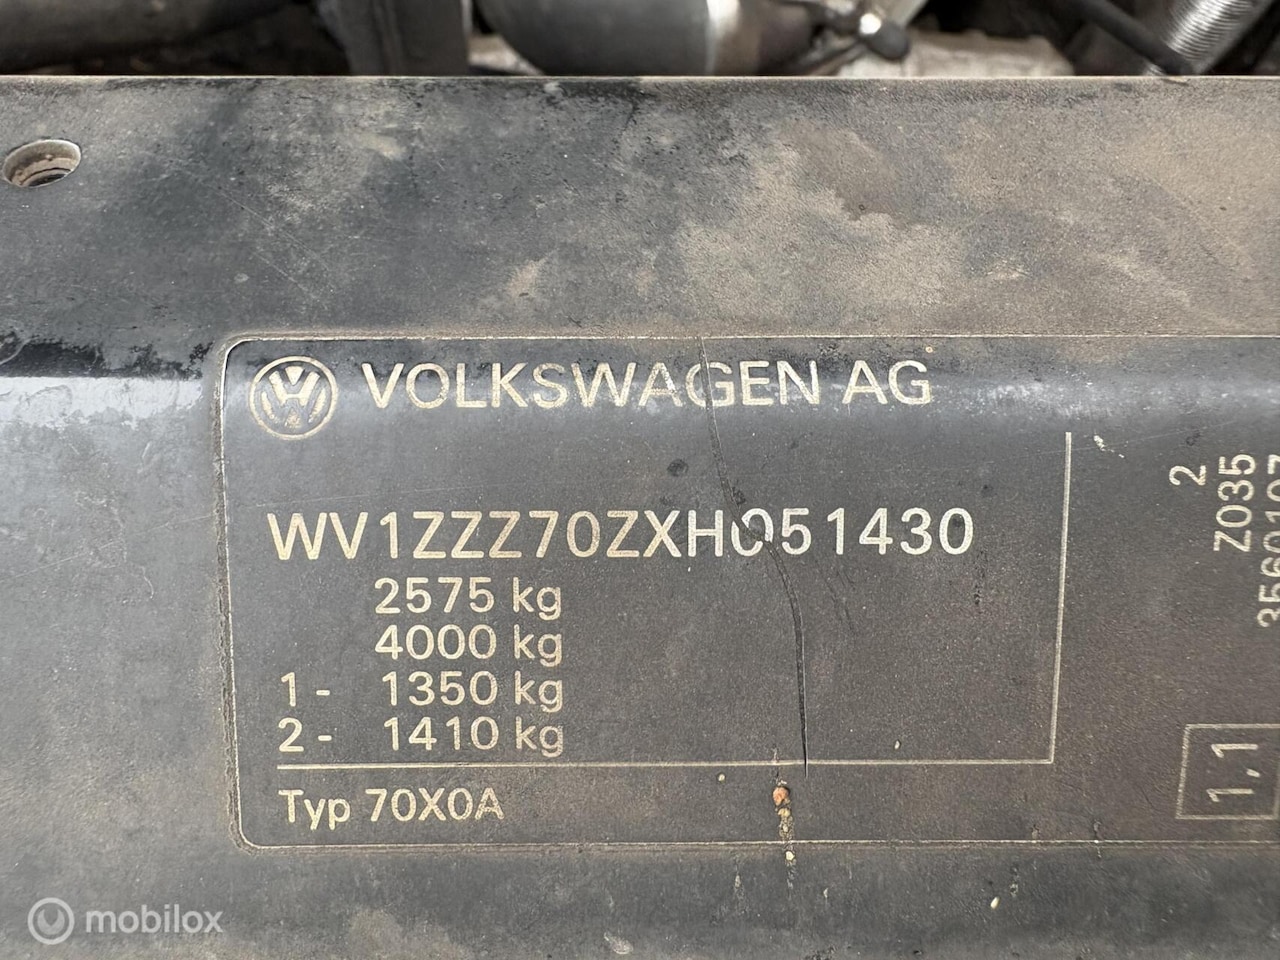 VOLKSWAGEN AG
WV1ZZZ70ZXH051430
2575 kg
4000 kg
1- 1350 kg
2- 1410 kg
Typ 70X0A
2
Z035
1,1
mobilox